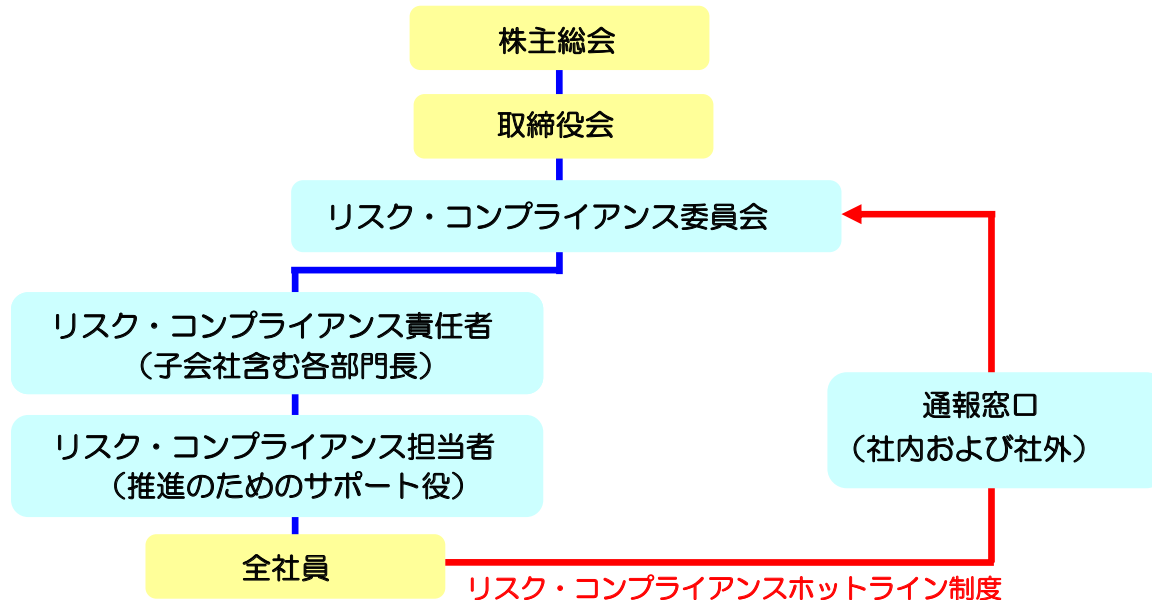 株主総会
取締役会
リスク・コンプライアンス委員会
リスク・コンプライアンス責任者
（子会社含む各部門長）
通報窓口
（社内および社外）
リスク・コンプライアンス担当者
（推進のためのサポート役）
全社員
リスク・コンプライアンスホットライン制度